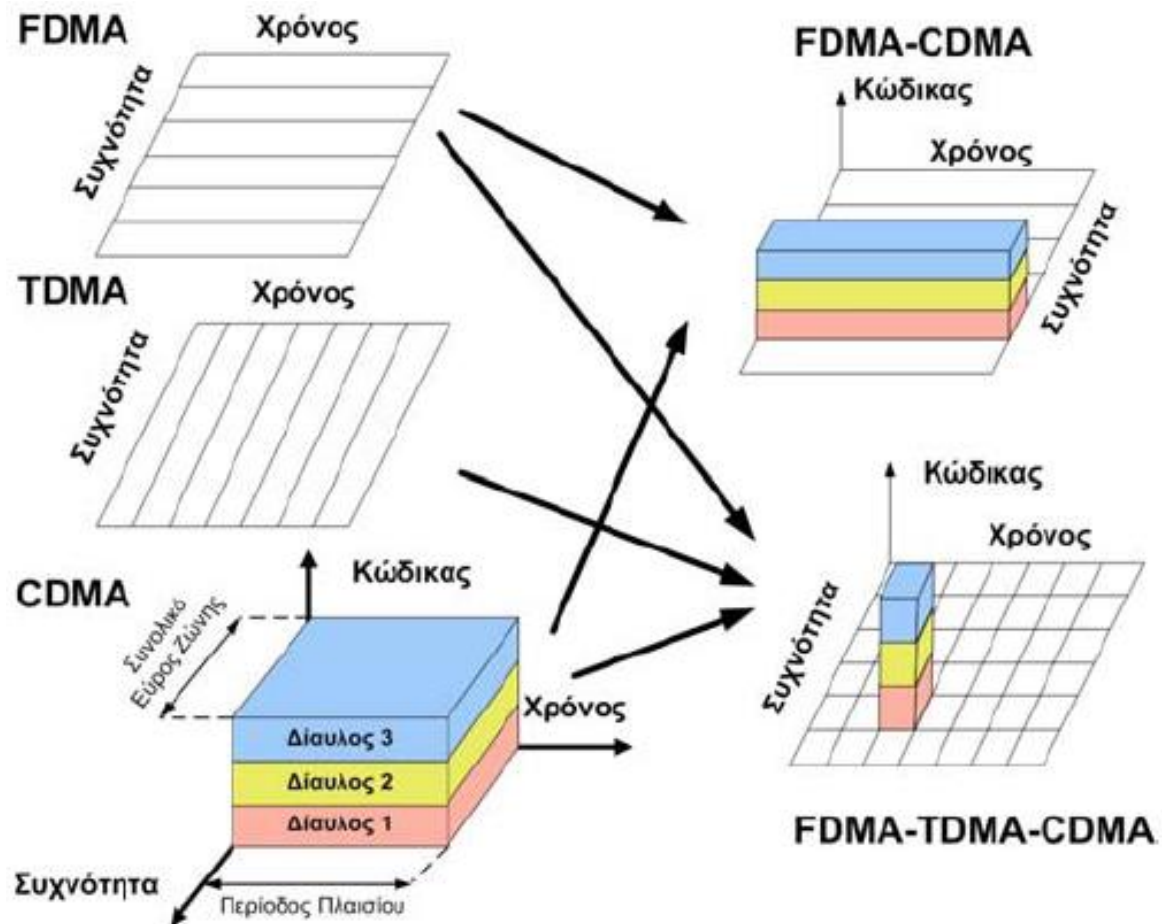 FDMA
Χρόνος
Συχνότητα
FDMA-CDMA
Κώδικας
Χρόνος
Συχνότητα
TDMA
Χρόνος
Συχνότητα
CDMA
Κώδικας
Συνολικό
Εύρος Ζώνης
Χρόνος
Δίαυλος 3
Δίαυλος 2
Δίαυλος 1
Συχνότητα
Περίοδος Πλαισίου
Κώδικας
Χρόνος
Συχνότητα
FDMA-TDMA-CDMA